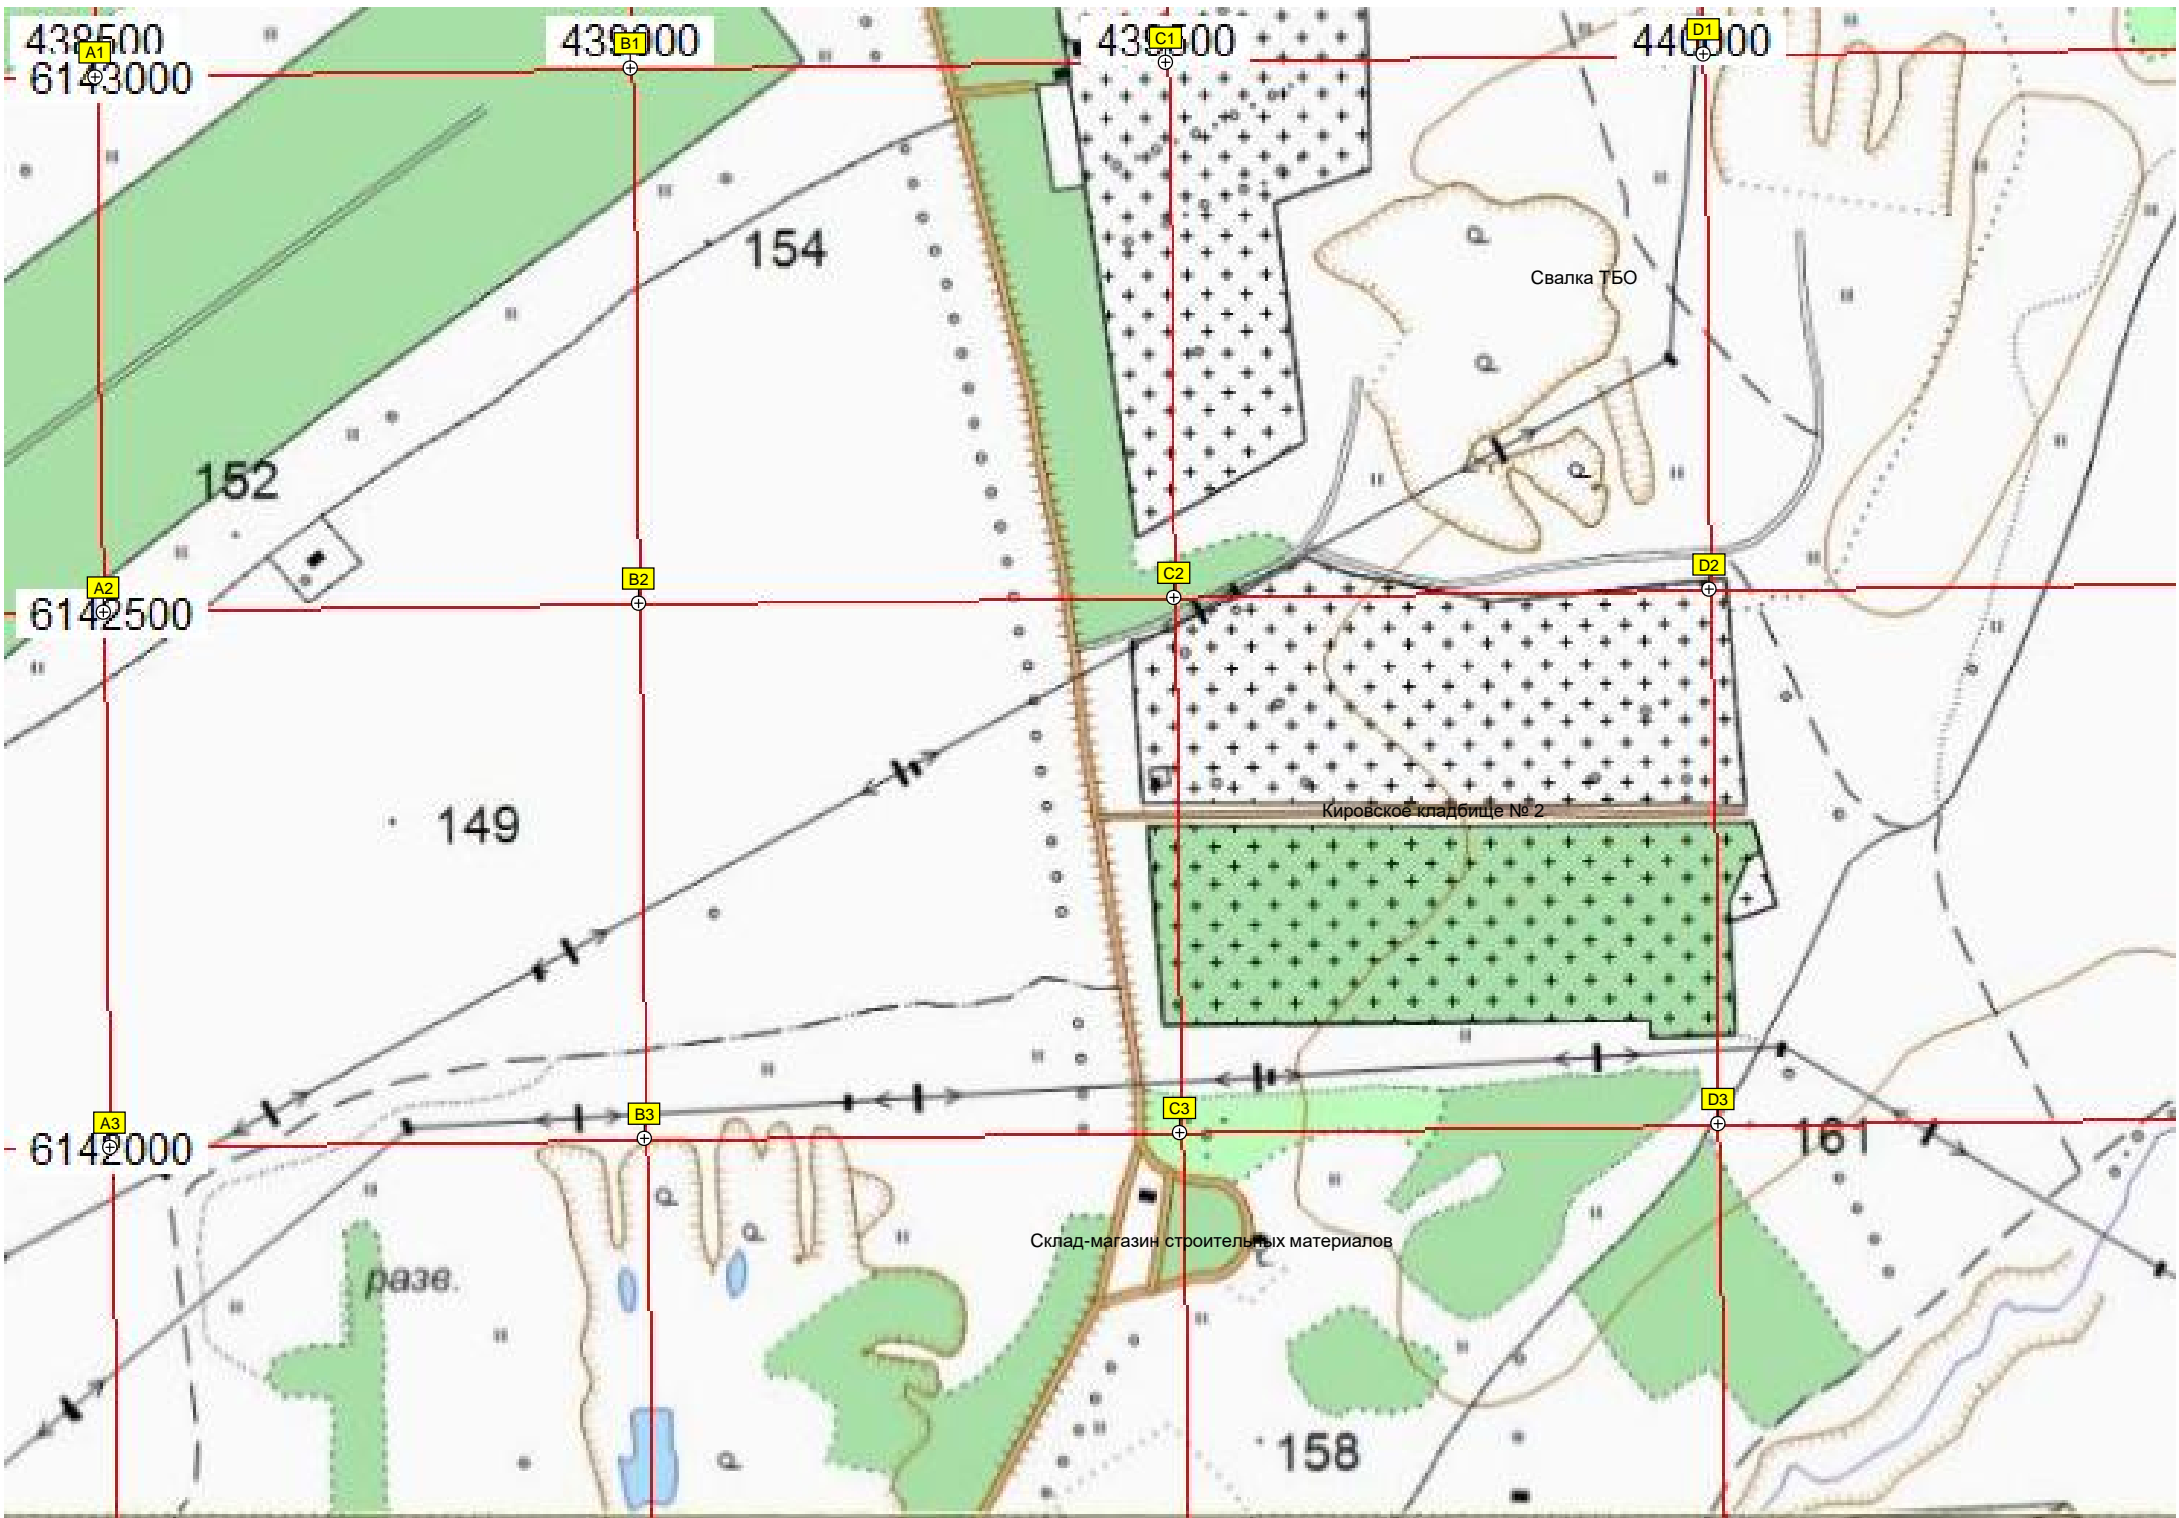 438500
439000
439500
440000
A1
B1
C1
D1
6143000
154
Свалка ТБО
152
A2
B2
C2
D2
6142500
149
Кировское кладбище № 2
A3
B3
C3
D3
6142000
161
Склад-магазин строительных материалов
разв.
158